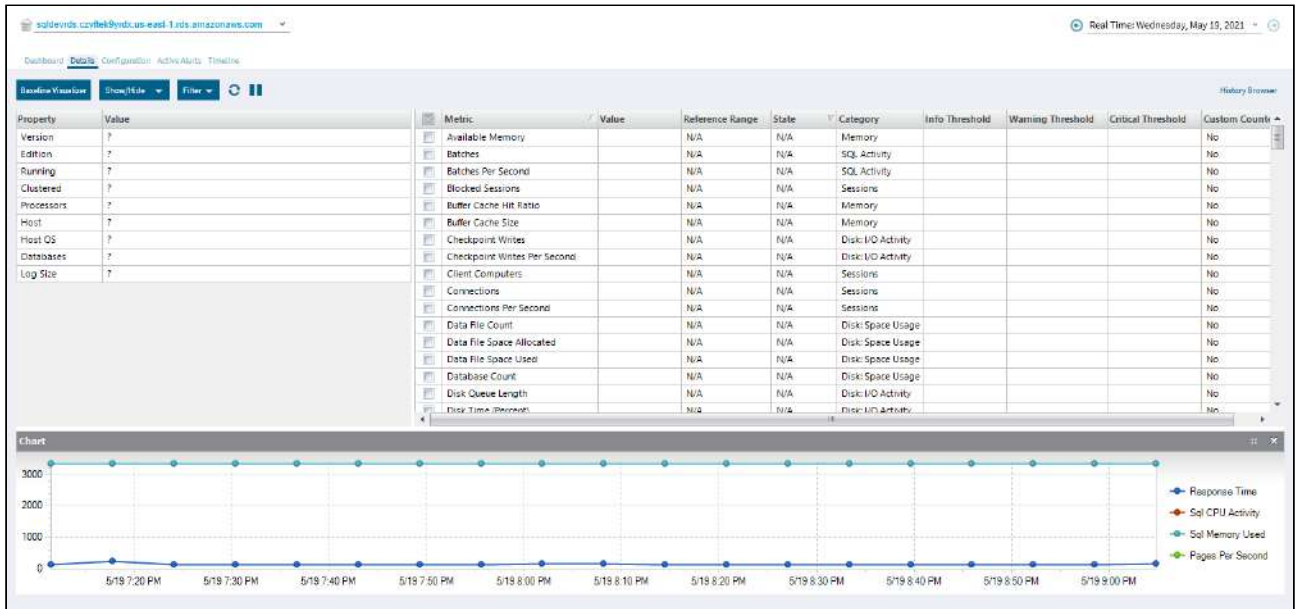 sqldevrds.czvitek9yrdx.us-east-1.rds.amazonaws.com
Real Time: Wednesday, May 19, 2021
Dashboard Details Configuration Active Alerts Timeline
Baseline Visualizer Show/Hide Filter History Browser
Property Value Metric Value Reference Range State Category Info Threshold Warning Threshold Critical Threshold Custom Counte
Version ? Available Memory N/A N/A Memory No
Edition ? Batches N/A N/A SQL Activity No
Running ? Batches Per Second N/A N/A SQL Activity No
Clustered ? Blocked Sessions N/A N/A Sessions No
Processors ? Buffer Cache Hit Ratio N/A N/A Memory No
Host ? Buffer Cache Size N/A N/A Memory No
Host OS ? Checkpoint Writes N/A N/A Disk: I/O Activity No
Databases ? Checkpoint Writes Per Second N/A N/A Disk: I/O Activity No
Log Size ? Client Computers N/A N/A Sessions No
Connections N/A N/A Sessions No
Connections Per Second N/A N/A Sessions No
Data File Count N/A N/A Disk: Space Usage No
Data File Space Allocated N/A N/A Disk: Space Usage No
Data File Space Used N/A N/A Disk: Space Usage No
Database Count N/A N/A Disk: Space Usage No
Disk Queue Length N/A N/A Disk: I/O Activity No
Disk Time (Percent) N/A N/A Disk: I/O Activity No
Chart
3000
2000
1000
0
Response Time
Sql CPU Activity
Sql Memory Used
Pages Per Second
5/19 7:20 PM 5/19 7:30 PM 5/19 7:40 PM 5/19 7:50 PM 5/19 8:00 PM 5/19 8:10 PM 5/19 8:20 PM 5/19 8:30 PM 5/19 8:40 PM 5/19 8:50 PM 5/19 9:00 PM